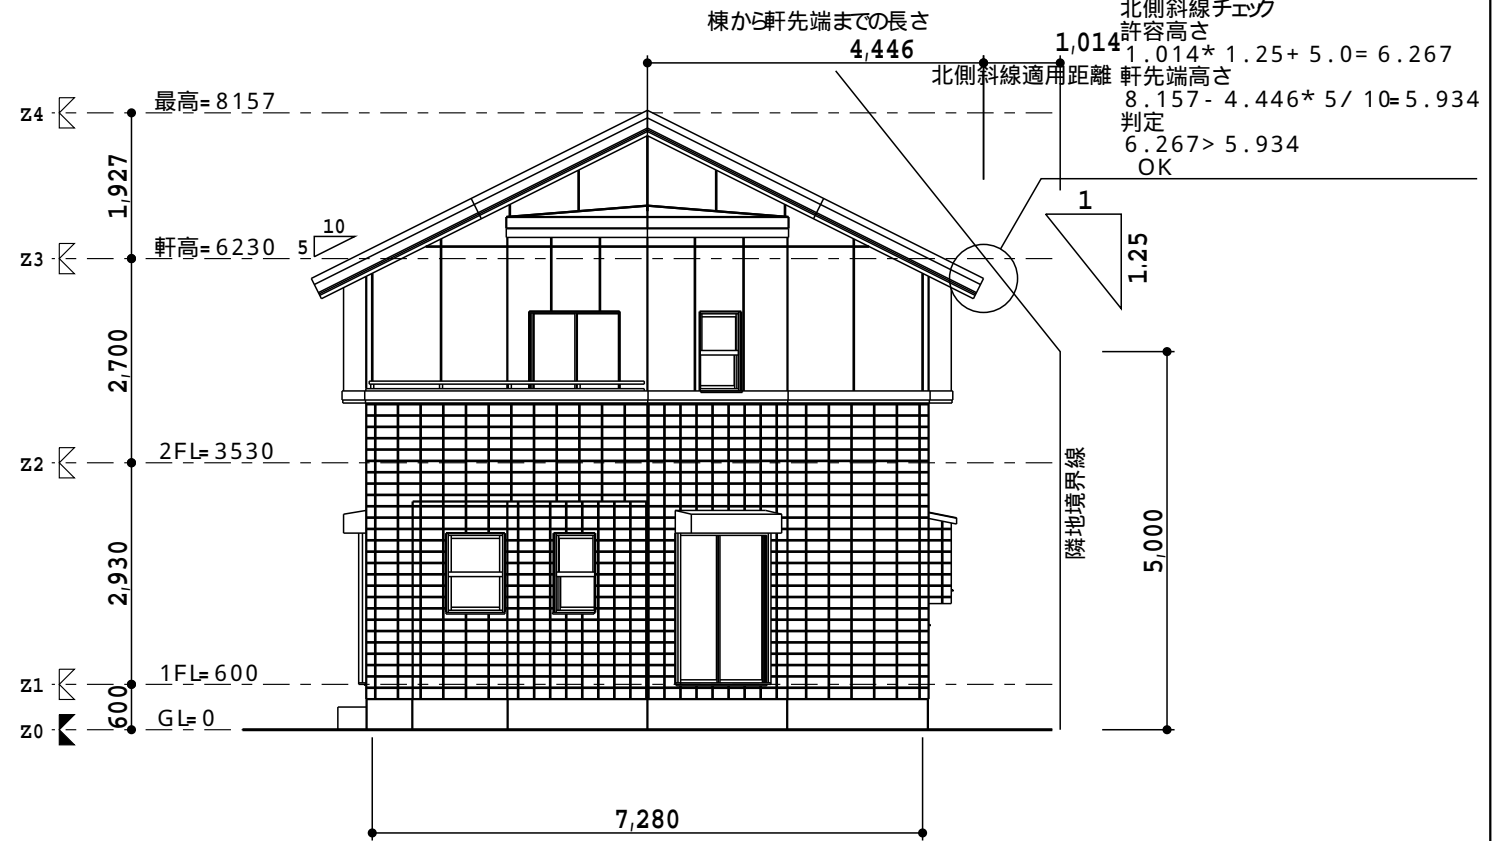 北側斜線チェック
棟から軒先端までの長さ
許容高さ
4,446
1,014
1.014* 1.25+ 5.0= 6.267
北側斜線適用距離
軒先端高さ
8.157- 4.446* 5/ 10=5.934
判定
6.267> 5.934
OK
Z4
最高=8157
1,927
1
1.25
10
5
Z3
軒高=6230
2,700
Z2
2FL=3530
隣地境界線
5,000
2,930
Z1
1FL=600
600
Z0
GL=0
7,280